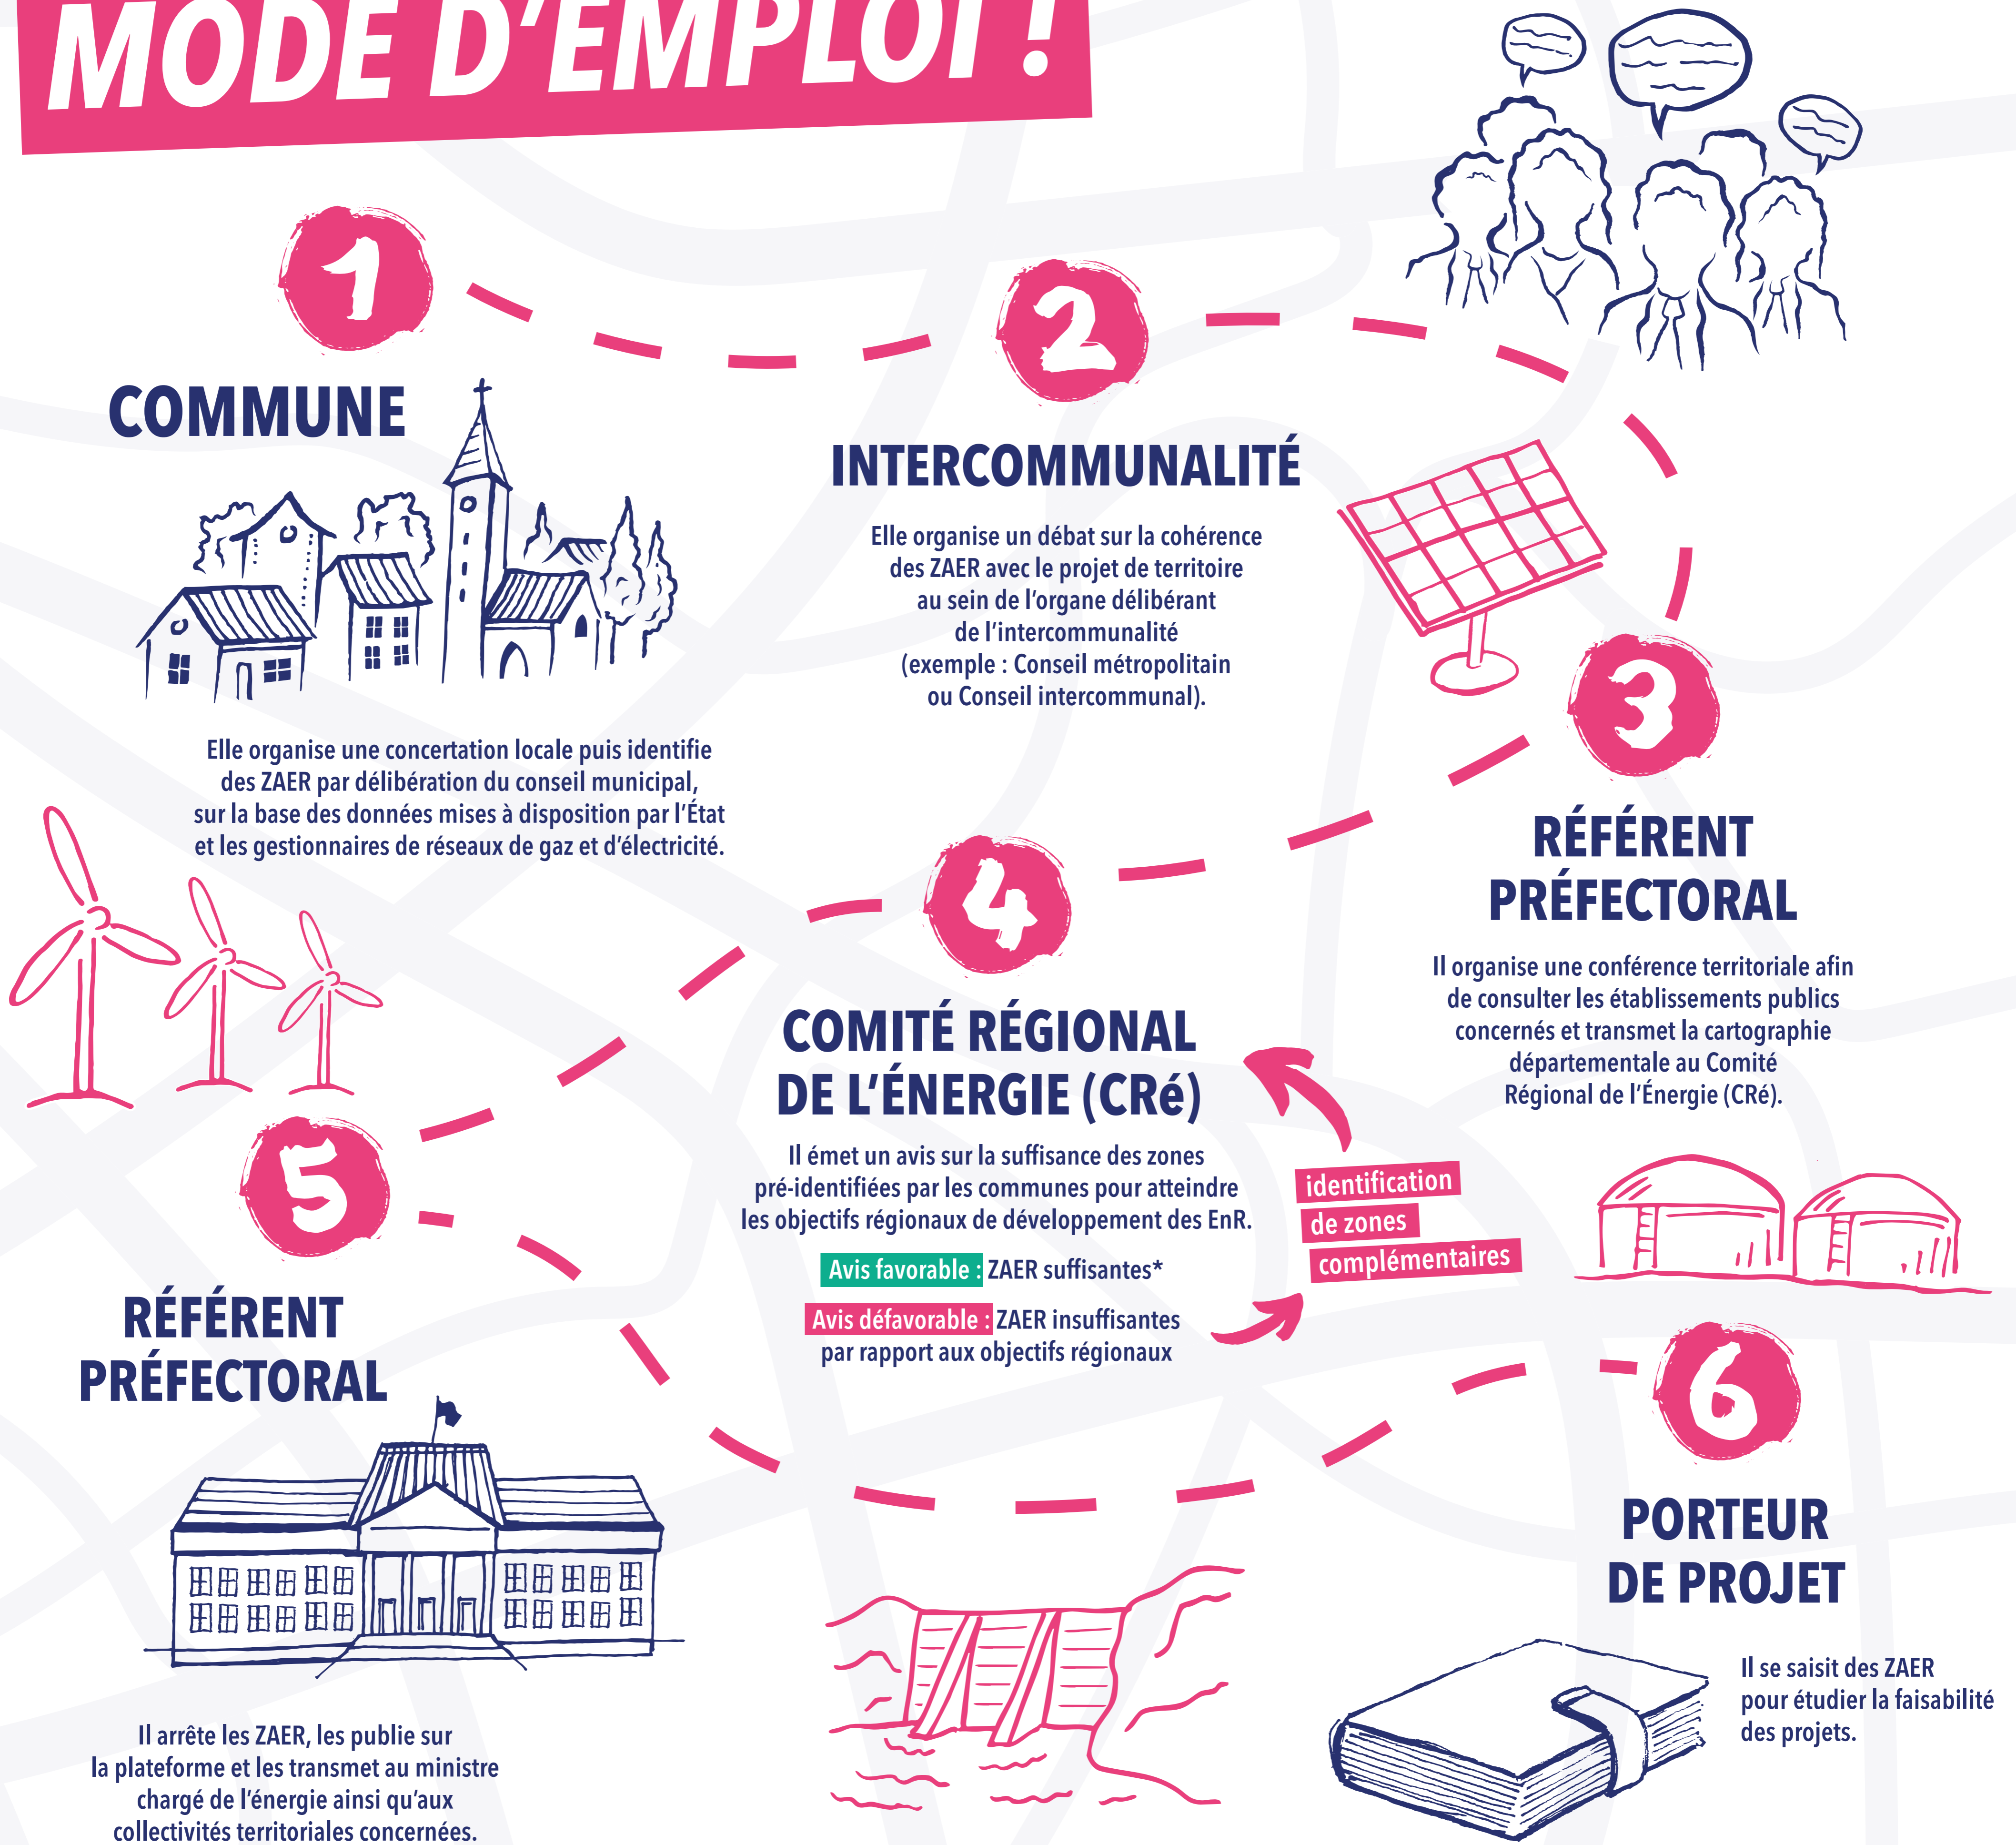 MODE D'EMPLOI !
1
COMMUNE
Elle organise une concertation locale puis identifie
des ZAER par délibération du conseil municipal,
sur la base des données mises à disposition par l'État
et les gestionnaires de réseaux de gaz et d'électricité.
2
INTERCOMMUNALITÉ
Elle organise un débat sur la cohérence
des ZAER avec le projet de territoire
au sein de l'organe délibérant
de l'intercommunalité
(exemple : Conseil métropolitain
ou Conseil intercommunal).
3
RÉFÉRENT
PRÉFECTORAL
Il organise une conférence territoriale afin
de consulter les établissements publics
concernés et transmet la cartographie
départementale au Comité
Régional de l'Énergie (CRé).
4
COMITÉ RÉGIONAL
DE L'ÉNERGIE (CRé)
Il émet un avis sur la suffisance des zones
pré-identifiées par les communes pour atteindre
les objectifs régionaux de développement des EnR.
Avis favorable : ZAER suffisantes*
Avis défavorable : ZAER insuffisantes
par rapport aux objectifs régionaux
identification
de zones
complémentaires
5
RÉFÉRENT
PRÉFECTORAL
Il arrête les ZAER, les publie sur
la plateforme et les transmet au ministre
chargé de l'énergie ainsi qu'aux
collectivités territoriales concernées.
6
PORTEUR
DE PROJET
Il se saisit des ZAER
pour étudier la faisabilité
des projets.